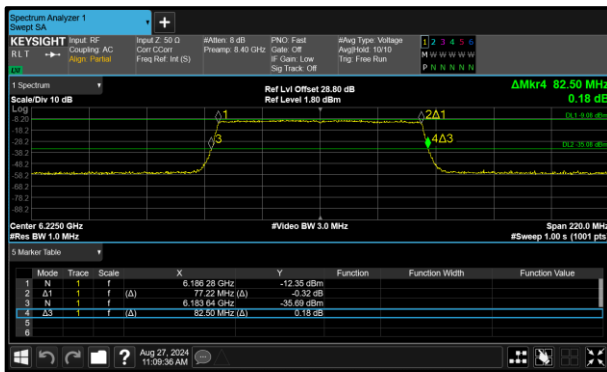 Spectrum Analyzer 1
Swept SA
KEYSIGHT Input: RF Input Z: 50 Ω #Atten: 8 dB PNO: Fast #Avg Type: Voltage 1 2 3 4 5 6
RLT Coupling: AC Corr CCorr Preamp: 8.40 GHz Gate: Off Avg|Hold: 10/10 M W W W W W
Align: Partial Freq Ref: Int (S) IF Gain: Low Trig: Free Run
Sig Track: Off P N N N N N
1 Spectrum Ref Lvl Offset 28.80 dB ΔMkr4 82.50 MHz
Scale/Div 10 dB Ref Level 1.80 dBm 0.18 dB
Log
-8.20 1 2Δ1 DL1 -9.08 dBm
-18.2
-28.2 3 4Δ3 DL2 -35.08 dBm
-38.2
-48.2
-58.2
-68.2
-78.2
-88.2
Center 6.2250 GHz #Video BW 3.0 MHz Span 220.0 MHz
#Res BW 1.0 MHz #Sweep 1.00 s (1001 pts)
5 Marker Table
Mode Trace Scale X Y Function Function Width Function Value
1 N 1 f 6.186 28 GHz -12.35 dBm
2 Δ1 1 f (Δ) 77.22 MHz (Δ) -0.32 dB
3 N 1 f 6.183 64 GHz -35.69 dBm
4 Δ3 1 f (Δ) 82.50 MHz (Δ) 0.18 dB
5
6
? Aug 27, 2024
11:09:36 AM